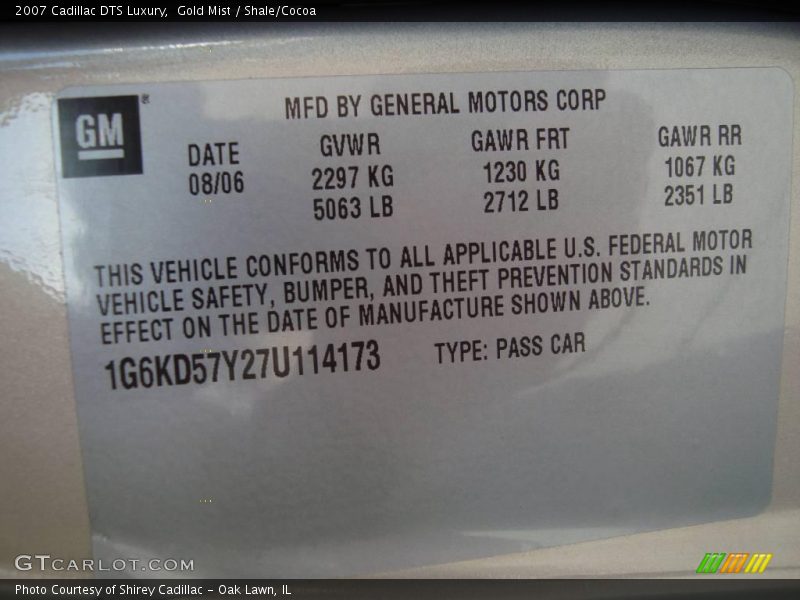 2007 Cadillac DTS Luxury,  Gold Mist / Shale/Cocoa
GM®
MFD BY GENERAL MOTORS CORP
DATE GVWR GAWR FRT GAWR RR
08/06 2297 KG 1230 KG 1067 KG
5063 LB 2712 LB 2351 LB
THIS VEHICLE CONFORMS TO ALL APPLICABLE U.S. FEDERAL MOTOR
VEHICLE SAFETY, BUMPER, AND THEFT PREVENTION STANDARDS IN
EFFECT ON THE DATE OF MANUFACTURE SHOWN ABOVE.
1G6KD57Y27U114173 TYPE: PASS CAR
GTCARLOT.COM
Photo Courtesy of Shirey Cadillac - Oak Lawn, IL